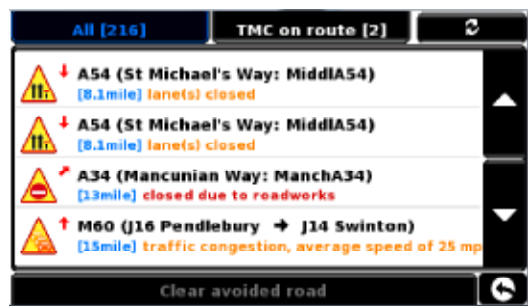 All [216]
TMC on route [2]
A54 (St Michael's Way: MiddlA54)
[8.1mile] lane(s) closed
A54 (St Michael's Way: MiddlA54)
[8.1mile] lane(s) closed
A34 (Mancunian Way: ManchA34)
[13mile] closed due to roadworks
M60 (J16 Pendlebury → J14 Swinton)
[15mile] traffic congestion, average speed of 25 mp
Clear avoided road